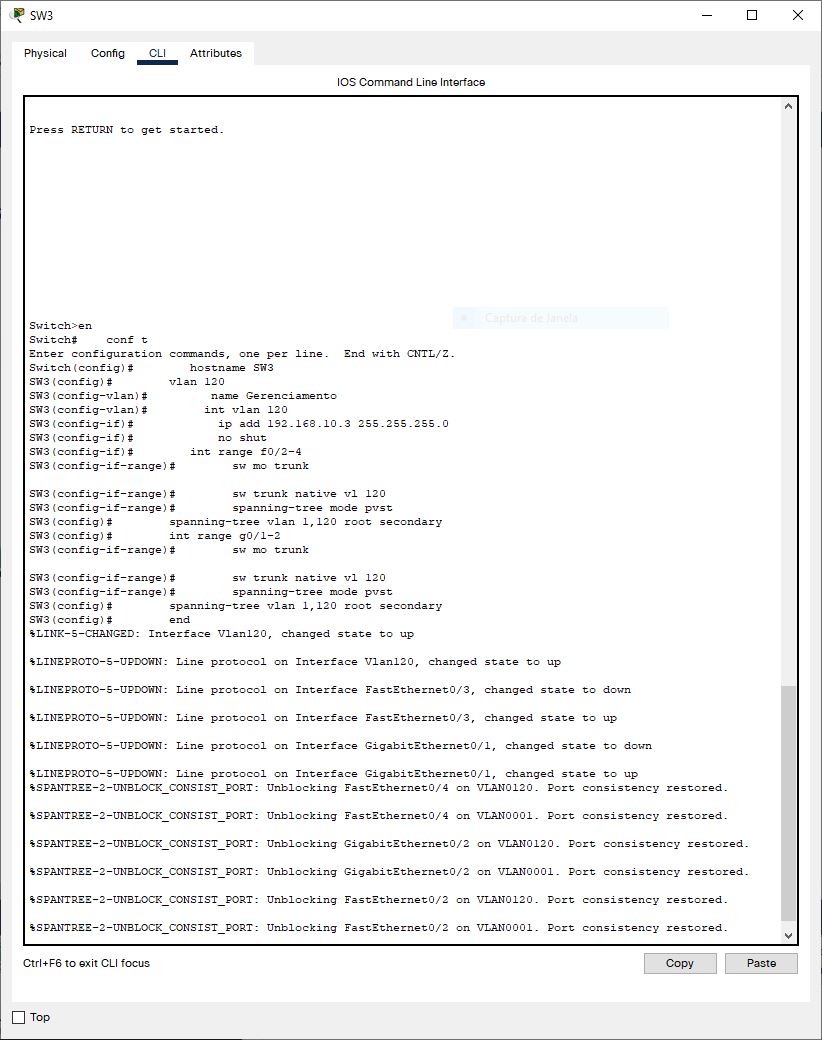 SW3
Physical Config CLI Attributes
IOS Command Line Interface
Press RETURN to get started.
Switch>en
Switch#    conf t
Enter configuration commands, one per line.  End with CNTL/Z.
Switch(config)#        hostname SW3
SW3(config)#        vlan 120
SW3(config-vlan)#         name Gerenciamento
SW3(config-vlan)#        int vlan 120
SW3(config-if)#            ip add 192.168.10.3 255.255.255.0
SW3(config-if)#            no shut
SW3(config-if)#        int range f0/2-4
SW3(config-if-range)#        sw mo trunk
SW3(config-if-range)#        sw trunk native vl 120
SW3(config-if-range)#        spanning-tree mode pvst
SW3(config)#        spanning-tree vlan 1,120 root secondary
SW3(config)#        int range g0/1-2
SW3(config-if-range)#        sw mo trunk
SW3(config-if-range)#        sw trunk native vl 120
SW3(config-if-range)#        spanning-tree mode pvst
SW3(config)#        spanning-tree vlan 1,120 root secondary
SW3(config)#        end
%LINK-5-CHANGED: Interface Vlan120, changed state to up
%LINEPROTO-5-UPDOWN: Line protocol on Interface Vlan120, changed state to up
%LINEPROTO-5-UPDOWN: Line protocol on Interface FastEthernet0/3, changed state to down
%LINEPROTO-5-UPDOWN: Line protocol on Interface FastEthernet0/3, changed state to up
%LINEPROTO-5-UPDOWN: Line protocol on Interface GigabitEthernet0/1, changed state to down
%LINEPROTO-5-UPDOWN: Line protocol on Interface GigabitEthernet0/1, changed state to up
%SPANTREE-2-UNBLOCK_CONSIST_PORT: Unblocking FastEthernet0/4 on VLAN0120. Port consistency restored.
%SPANTREE-2-UNBLOCK_CONSIST_PORT: Unblocking FastEthernet0/4 on VLAN0001. Port consistency restored.
%SPANTREE-2-UNBLOCK_CONSIST_PORT: Unblocking GigabitEthernet0/2 on VLAN0120. Port consistency restored.
%SPANTREE-2-UNBLOCK_CONSIST_PORT: Unblocking GigabitEthernet0/2 on VLAN0001. Port consistency restored.
%SPANTREE-2-UNBLOCK_CONSIST_PORT: Unblocking FastEthernet0/2 on VLAN0120. Port consistency restored.
%SPANTREE-2-UNBLOCK_CONSIST_PORT: Unblocking FastEthernet0/2 on VLAN0001. Port consistency restored.
Captura de Janela
Ctrl+F6 to exit CLI focus
Copy Paste
Top